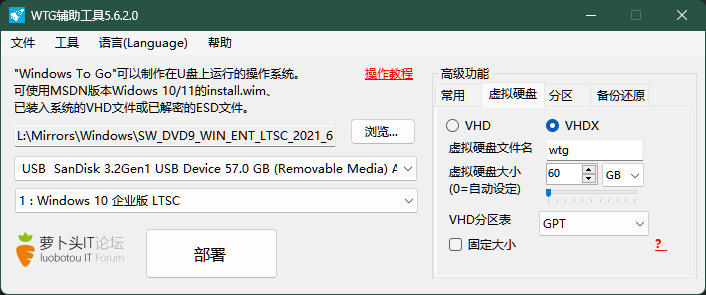 WTG辅助工具5.6.2.0
文件 工具 语言(Language) 帮助
"Windows To Go"可以制作在U盘上运行的操作系统。
操作教程
可使用MSDN版本Widows 10/11的install.wim、
已装入系统的VHD文件或已解密的ESD文件。
L:\Mirrors\Windows\SW_DVD9_WIN_ENT_LTSC_2021_6
浏览...
USB SanDisk 3.2Gen1 USB Device 57.0 GB (Removable Media) A
1 : Windows 10 企业版 LTSC
萝卜头IT论坛
luobotou IT Forum
部署
高级功能
常用 虚拟硬盘 分区 备份还原
VHD VHDX
虚拟硬盘文件名 wtg
虚拟硬盘大小 60 GB
(0=自动设定)
VHD分区表 GPT
固定大小 ?